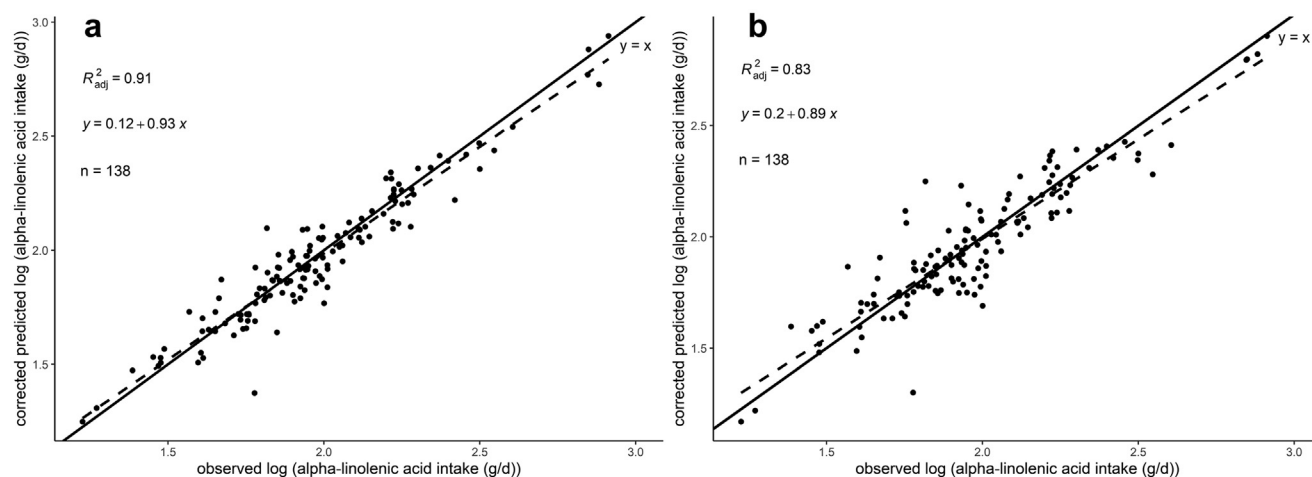 a
R²adj = 0.91
y = 0.12 + 0.93 x
n = 138
y = x
3.0
2.5
2.0
1.5
1.5 2.0 2.5 3.0
corrected predicted log (alpha-linolenic acid intake (g/d))
observed log (alpha-linolenic acid intake (g/d))
b
R²adj = 0.83
y = 0.2 + 0.89 x
n = 138
y = x
2.5
2.0
1.5
1.5 2.0 2.5 3.0
corrected predicted log (alpha-linolenic acid intake (g/d))
observed log (alpha-linolenic acid intake (g/d))